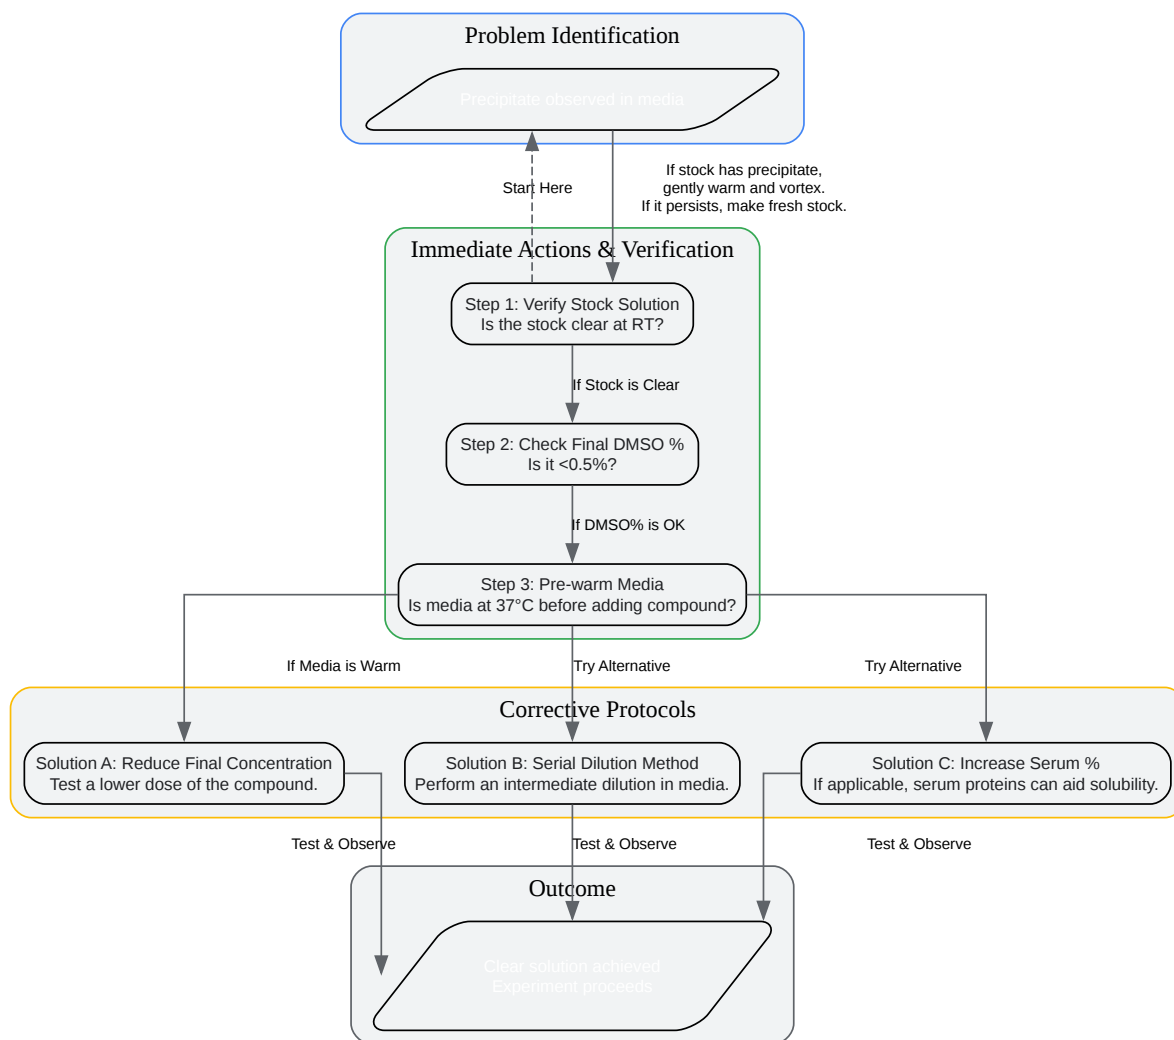 Problem Identification
Precipitate observed in media
Start Here
If stock has precipitate,
gently warm and vortex.
If it persists, make fresh stock.
Immediate Actions & Verification
Step 1: Verify Stock Solution
Is the stock clear at RT?
If Stock is Clear
Step 2: Check Final DMSO %
Is it <0.5%?
If DMSO% is OK
Step 3: Pre-warm Media
Is media at 37°C before adding compound?
If Media is Warm
Try Alternative
Try Alternative
Corrective Protocols
Solution A: Reduce Final Concentration
Test a lower dose of the compound.
Solution B: Serial Dilution Method
Perform an intermediate dilution in media.
Solution C: Increase Serum %
If applicable, serum proteins can aid solubility.
Test & Observe
Test & Observe
Test & Observe
Outcome
Clear solution achieved
Experiment proceeds